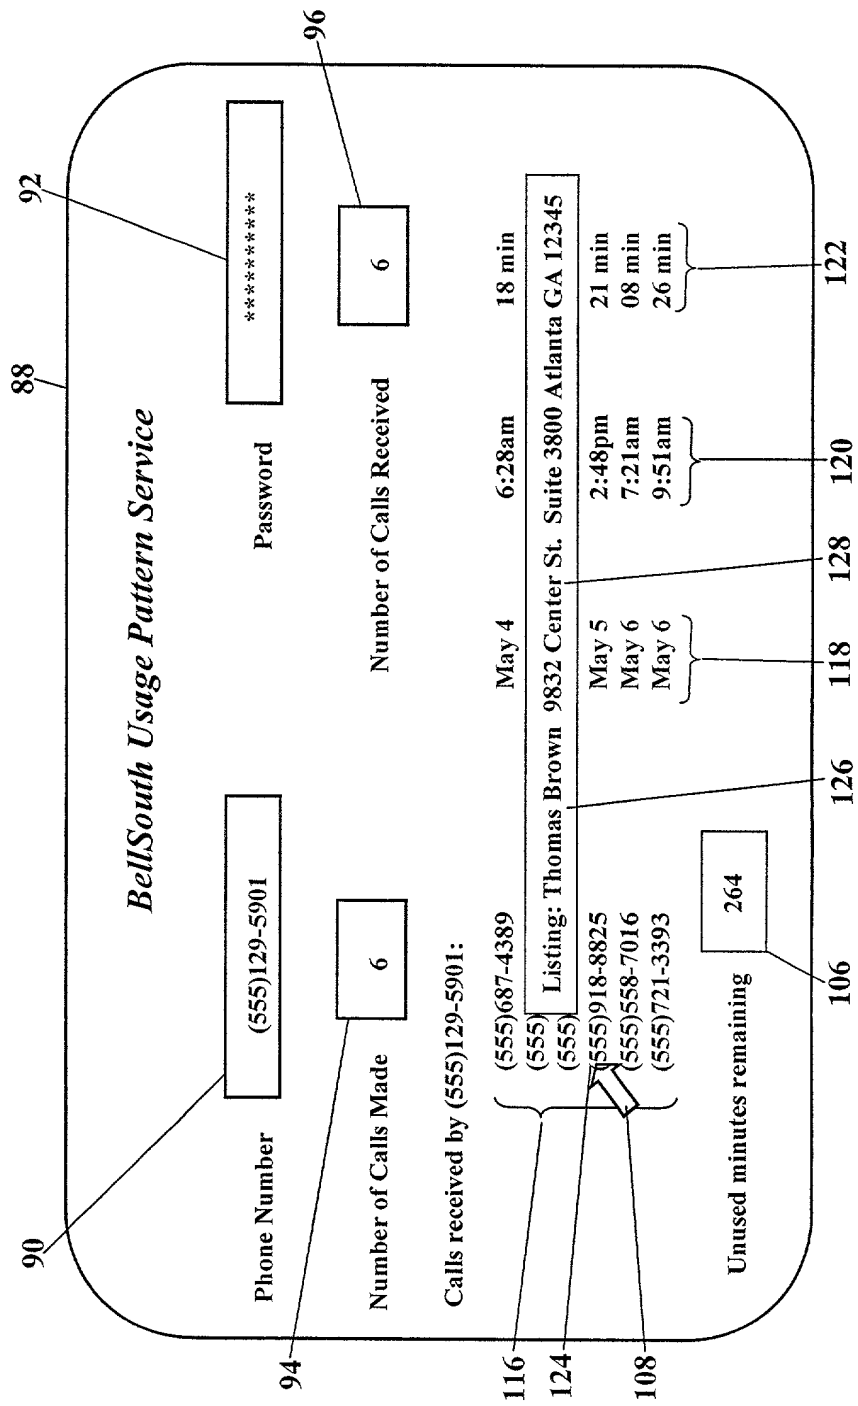 88
92
96
BellSouth Usage Pattern Service
90
Phone Number (555)129-5901 Password ***********
94
Number of Calls Made 6 Number of Calls Received 6
Calls received by (555)129-5901:
(555)687-4389 May 4 6:28am 18 min
(555)
Listing: Thomas Brown 9832 Center St. Suite 3800 Atlanta GA 12345
(555)
(555)918-8825 May 5 2:48pm 21 min
(555)558-7016 May 6 7:21am 08 min
(555)721-3393 May 6 9:51am 26 min
Unused minutes remaining 264
116
124
108
106
126
118
128
120
122